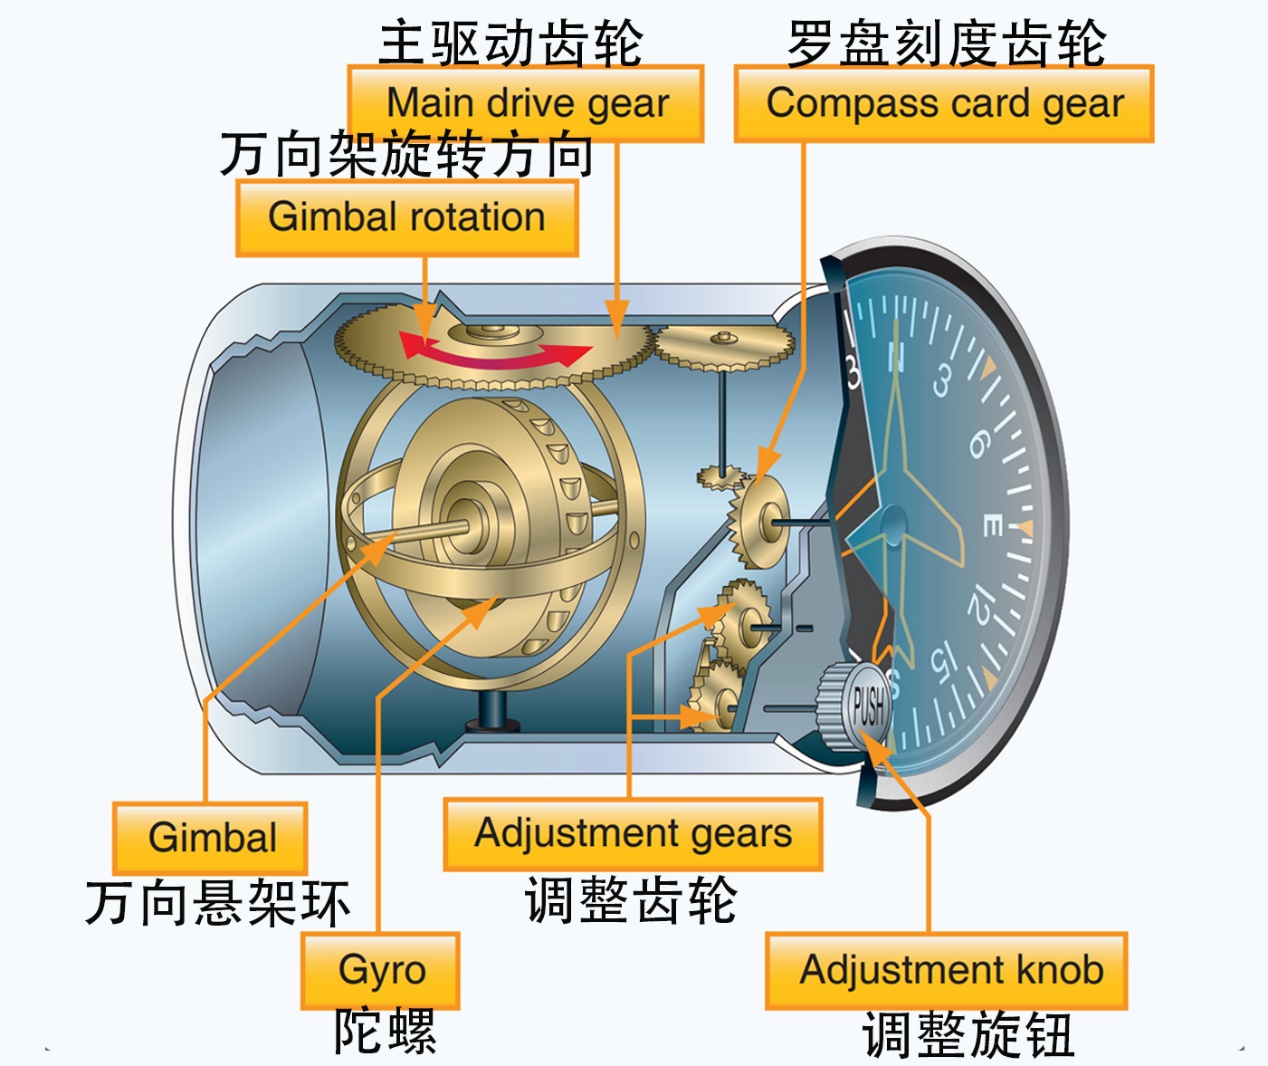 主驱动齿轮
罗盘刻度齿轮
Main drive gear
Compass card gear
万向架旋转方向
Gimbal rotation
3
N
3
6
E
12
15
S
PUSH
Gimbal
Adjustment gears
万向悬架环
调整齿轮
Gyro
Adjustment knob
陀螺
调整旋钮